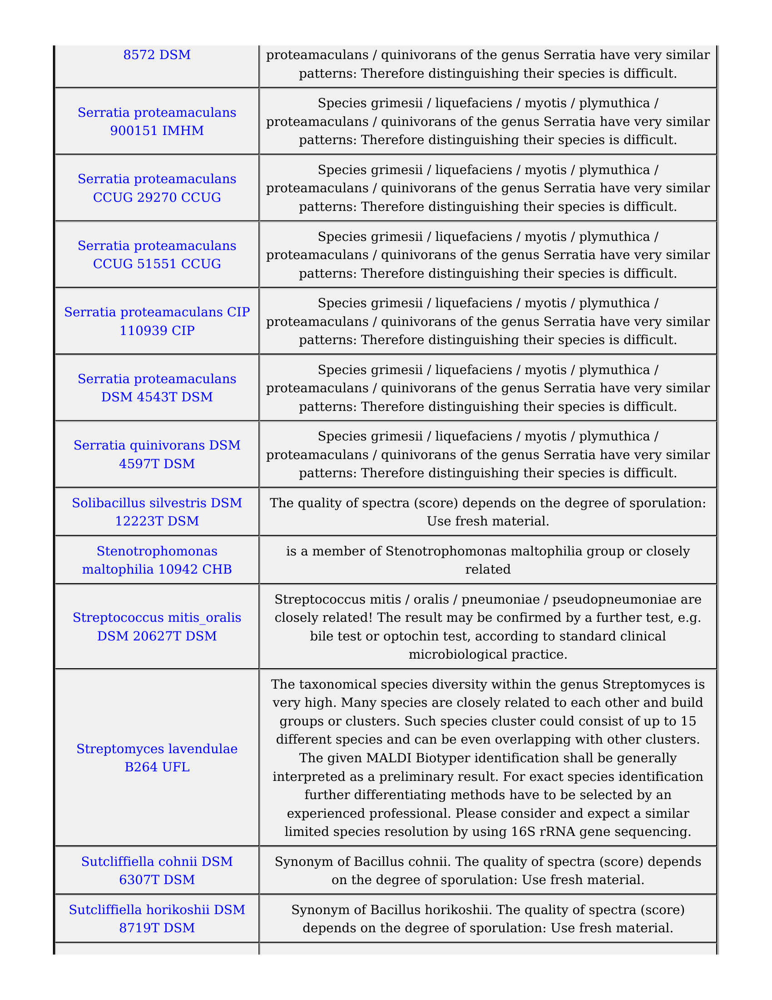 8572 DSM
proteamaculans / quinivorans of the genus Serratia have very similar
patterns: Therefore distinguishing their species is difficult.
Serratia proteamaculans
900151 IMHM
Species grimesii / liquefaciens / myotis / plymuthica /
proteamaculans / quinivorans of the genus Serratia have very similar
patterns: Therefore distinguishing their species is difficult.
Serratia proteamaculans
CCUG 29270 CCUG
Species grimesii / liquefaciens / myotis / plymuthica /
proteamaculans / quinivorans of the genus Serratia have very similar
patterns: Therefore distinguishing their species is difficult.
Serratia proteamaculans
CCUG 51551 CCUG
Species grimesii / liquefaciens / myotis / plymuthica /
proteamaculans / quinivorans of the genus Serratia have very similar
patterns: Therefore distinguishing their species is difficult.
Serratia proteamaculans CIP
110939 CIP
Species grimesii / liquefaciens / myotis / plymuthica /
proteamaculans / quinivorans of the genus Serratia have very similar
patterns: Therefore distinguishing their species is difficult.
Serratia proteamaculans
DSM 4543T DSM
Species grimesii / liquefaciens / myotis / plymuthica /
proteamaculans / quinivorans of the genus Serratia have very similar
patterns: Therefore distinguishing their species is difficult.
Serratia quinivorans DSM
4597T DSM
Species grimesii / liquefaciens / myotis / plymuthica /
proteamaculans / quinivorans of the genus Serratia have very similar
patterns: Therefore distinguishing their species is difficult.
Solibacillus silvestris DSM
12223T DSM
The quality of spectra (score) depends on the degree of sporulation:
Use fresh material.
Stenotrophomonas
maltophilia 10942 CHB
is a member of Stenotrophomonas maltophilia group or closely
related
Streptococcus mitis_oralis
DSM 20627T DSM
Streptococcus mitis / oralis / pneumoniae / pseudopneumoniae are
closely related! The result may be confirmed by a further test, e.g.
bile test or optochin test, according to standard clinical
microbiological practice.
Streptomyces lavendulae
B264 UFL
The taxonomical species diversity within the genus Streptomyces is
very high. Many species are closely related to each other and build
groups or clusters. Such species cluster could consist of up to 15
different species and can be even overlapping with other clusters.
The given MALDI Biotyper identification shall be generally
interpreted as a preliminary result. For exact species identification
further differentiating methods have to be selected by an
experienced professional. Please consider and expect a similar
limited species resolution by using 16S rRNA gene sequencing.
Sutcliffiella cohnii DSM
6307T DSM
Synonym of Bacillus cohnii. The quality of spectra (score) depends
on the degree of sporulation: Use fresh material.
Sutcliffiella horikoshii DSM
8719T DSM
Synonym of Bacillus horikoshii. The quality of spectra (score)
depends on the degree of sporulation: Use fresh material.